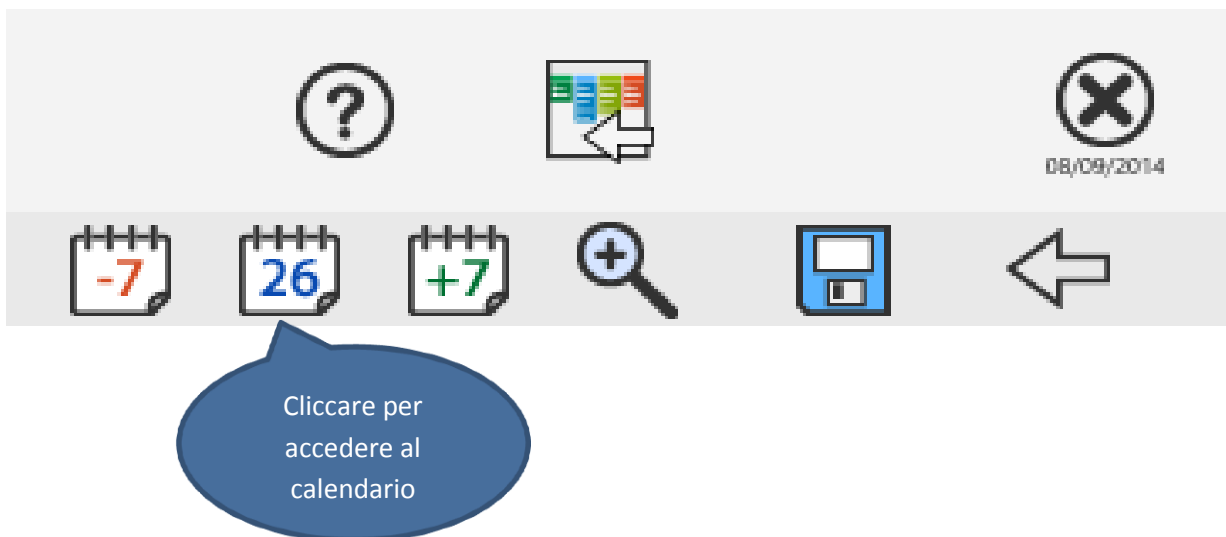 ?
08/09/2014
-7
26
+7
Cliccare per
accedere al
calendario